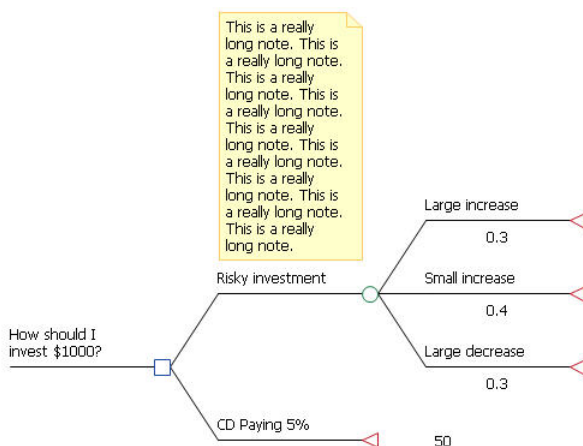 This is a really
long note. This is
a really long note.
This is a really
long note. This is
a really long note.
This is a really
long note. This is
a really long note.
This is a really
long note. This is
a really long note.
This is a really
long note.
Large increase
0.3
Risky investment
Small increase
0.4
How should I
invest $1000?
Large decrease
0.3
CD Paying 5%
50